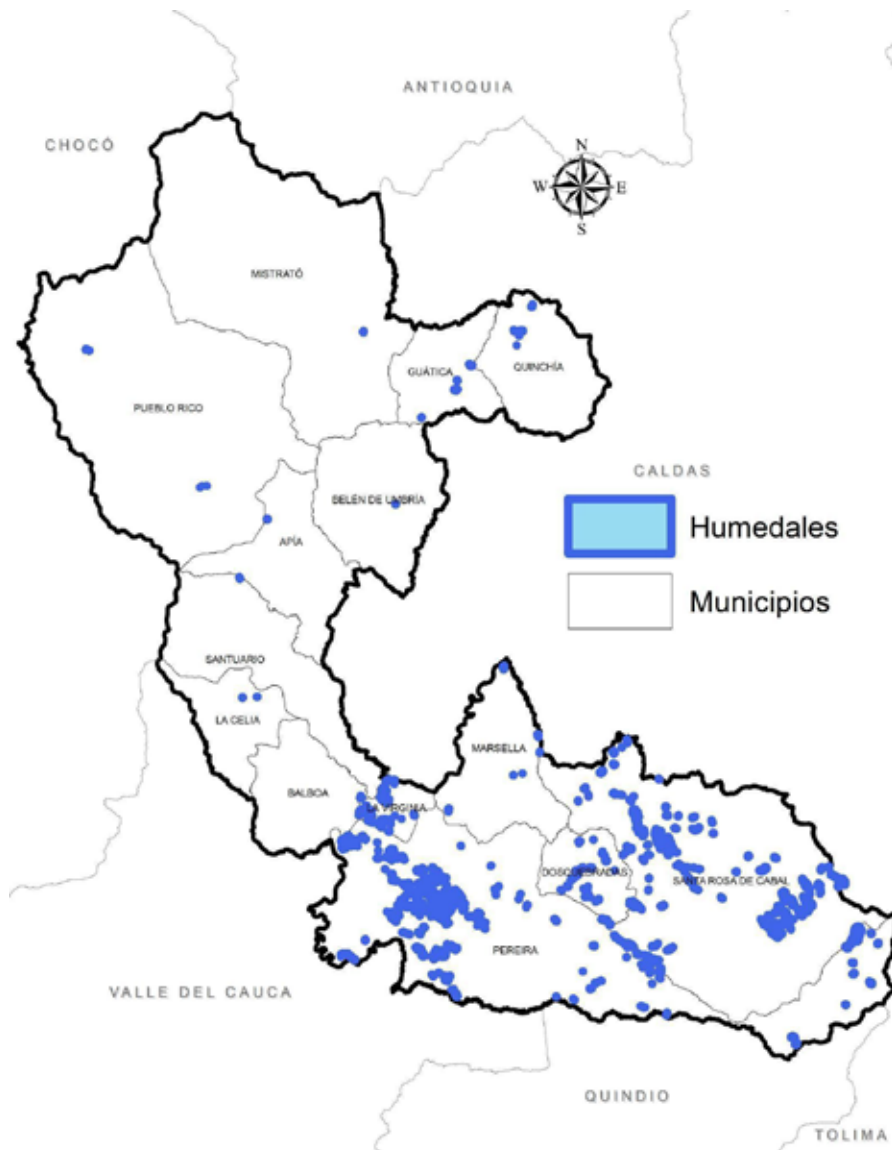 ANTIOQUIA
CHOCÓ
N
W
E
S
MISTRATÓ
GUÁTICA
QUINCHÍA
PUEBLO RICO
CALDAS
BELÉN DE UMBRÍA
Humedales
APÍA
Municipios
SANTUARIO
LA CELIA
MARSELLA
BALBOA
LA VIRGINIA
DOSQUEBRADAS
SANTA ROSA DE CABAL
PEREIRA
VALLE DEL CAUCA
QUINDIO
TOLIMA